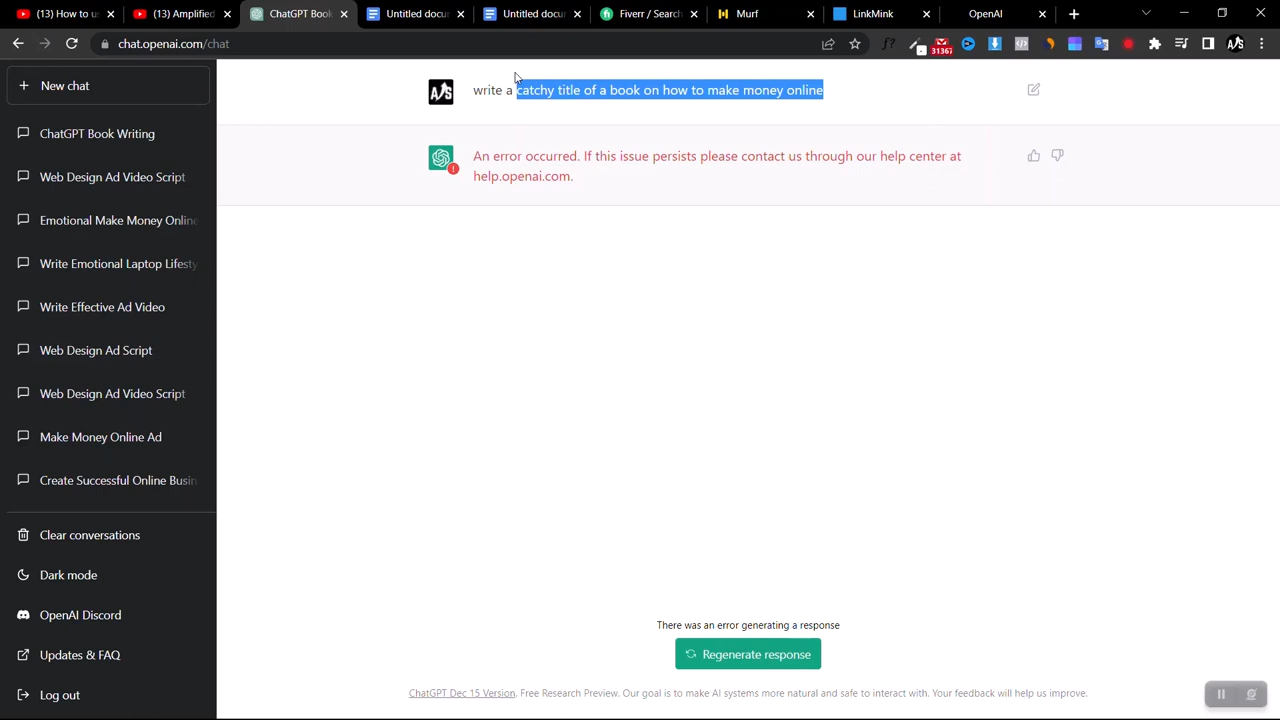 (13) How to u
(13) Amplified
ChatGPT Book
Untitled docu
Untitled docu
Fiverr / Search
Murf
LinkMink
OpenAI
chat.openai.com/chat
31367
New chat
ChatGPT Book Writing
Web Design Ad Video Script
Emotional Make Money Online
Write Emotional Laptop Lifesty
Write Effective Ad Video
Web Design Ad Script
Web Design Ad Video Script
Make Money Online Ad
Create Successful Online Busin
Clear conversations
Dark mode
OpenAI Discord
Updates & FAQ
Log out
write a catchy title of a book on how to make money online
An error occurred. If this issue persists please contact us through our help center at
help.openai.com.
There was an error generating a response
Regenerate response
ChatGPT Dec 15 Version. Free Research Preview. Our goal is to make AI systems more natural and safe to interact with. Your feedback will help us improve.